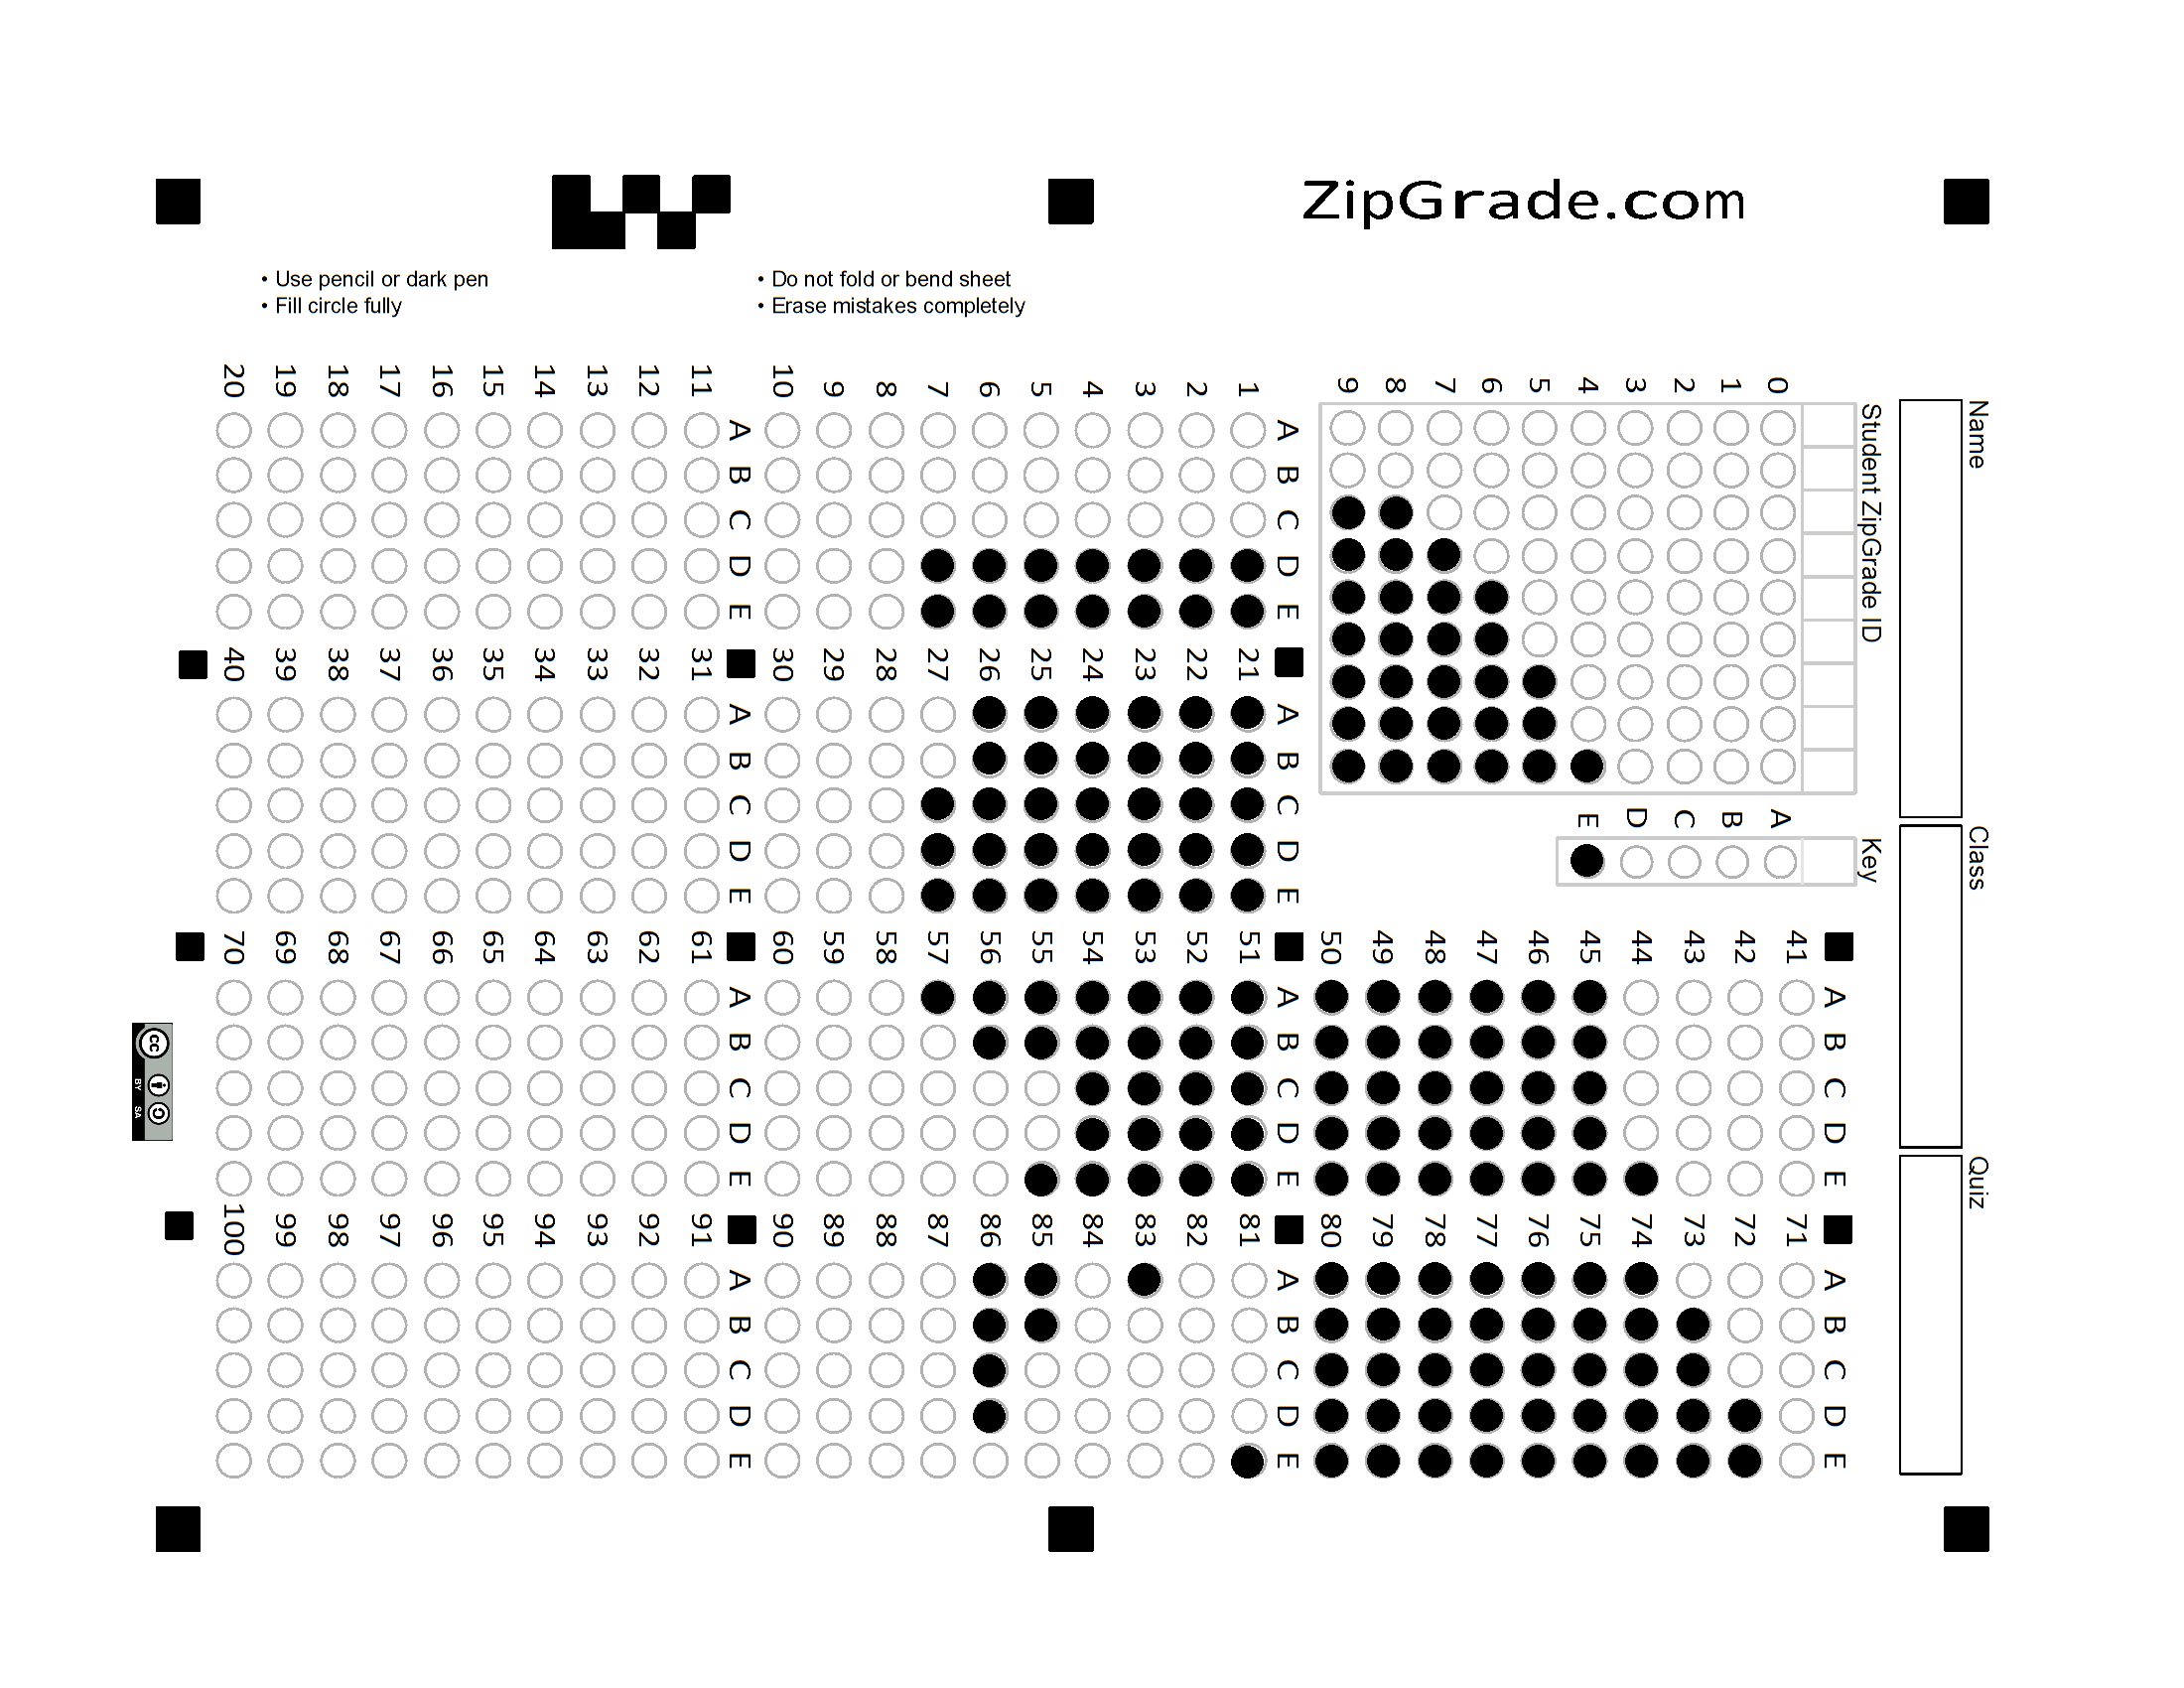 ZipGrade.com
• Use pencil or dark pen
• Fill circle fully
• Do not fold or bend sheet
• Erase mistakes completely
Name
Class
Quiz
Student ZipGrade ID
0 1 2 3 4 5 6 7 8 9
Key
A B C D E
1 2 3 4 5 6 7 8 9 10
A B C D E
11 12 13 14 15 16 17 18 19 20
A B C D E
21 22 23 24 25 26 27 28 29 30
A B C D E
31 32 33 34 35 36 37 38 39 40
A B C D E
41 42 43 44 45 46 47 48 49 50
A B C D E
51 52 53 54 55 56 57 58 59 60
A B C D E
61 62 63 64 65 66 67 68 69 70
A B C D E
71 72 73 74 75 76 77 78 79 80
A B C D E
81 82 83 84 85 86 87 88 89 90
A B C D E
91 92 93 94 95 96 97 98 99 100
A B C D E
cc
BY SA